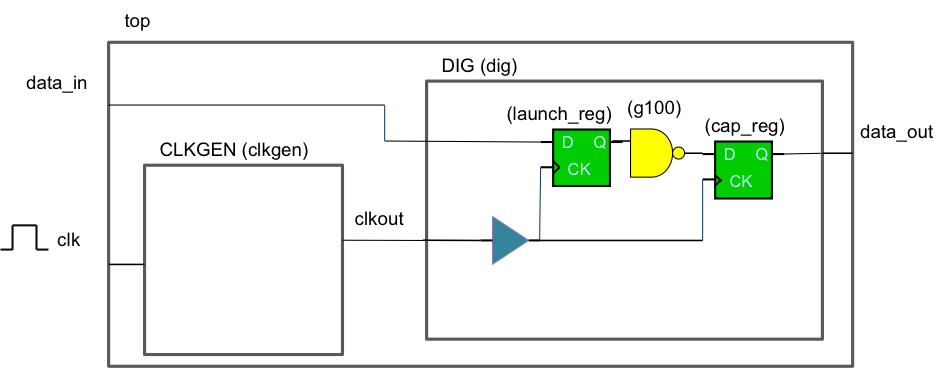 top
data_in
DIG (dig)
(launch_reg)
(g100)
(cap_reg)
data_out
D Q
CK
D Q
CK
CLKGEN (clkgen)
clkout
clk